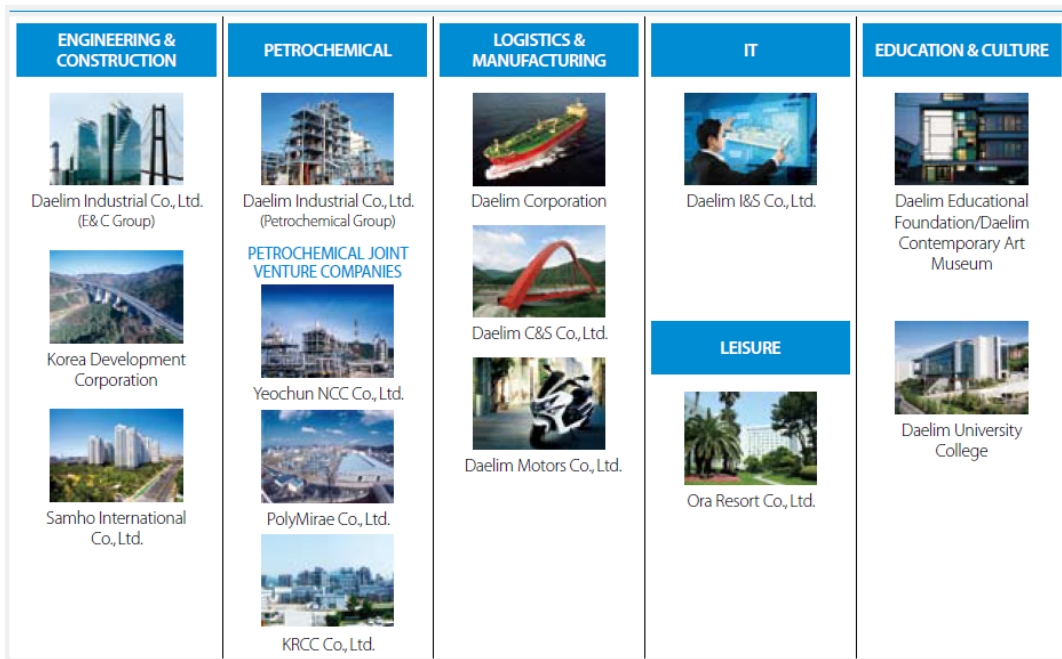 ENGINEERING &
CONSTRUCTION
Daelim Industrial Co., Ltd.
(E& C Group)
Korea Development
Corporation
Samho International
Co., Ltd.
PETROCHEMICAL
Daelim Industrial Co., Ltd.
(Petrochemical Group)
PETROCHEMICAL JOINT
VENTURE COMPANIES
Yeochun NCC Co., Ltd.
PolyMirae Co., Ltd.
KRCC Co., Ltd.
LOGISTICS &
MANUFACTURING
Daelim Corporation
Daelim C&S Co., Ltd.
Daelim Motors Co., Ltd.
IT
Daelim I&S Co., Ltd.
LEISURE
Ora Resort Co., Ltd.
EDUCATION & CULTURE
Daelim Educational
Foundation/Daelim
Contemporary Art
Museum
Daelim University
College